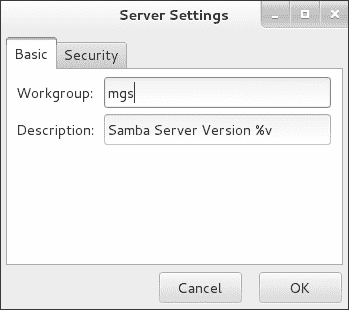 Server Settings
Basic Security
Workgroup: mgs
Description: Samba Server Version %v
Cancel OK